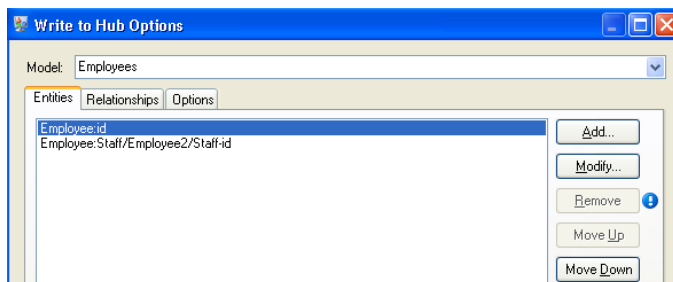 Write to Hub Options
Model: Employees
Entities Relationships Options
Employee:id
Employee:Staff/Employee2/Staff-id
Add...
Modify...
Remove
Move Up
Move Down